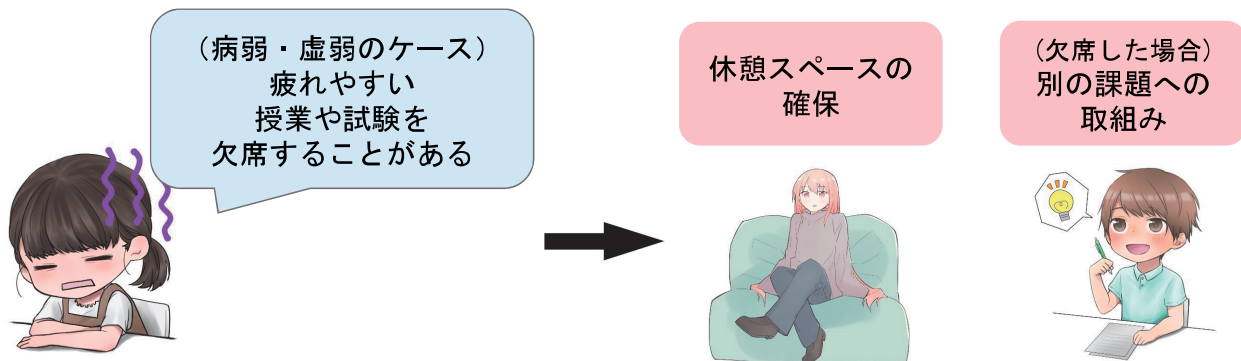 （病弱・虚弱のケース）
疲れやすい
授業や試験を
欠席することがある
休憩スペースの
確保
（欠席した場合）
別の課題への
取組み